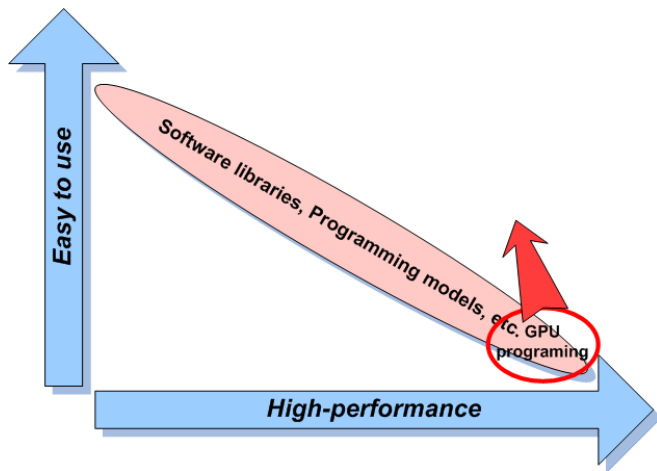 Easy to use
Software libraries, Programming models, etc.
GPU
programing
High-performance